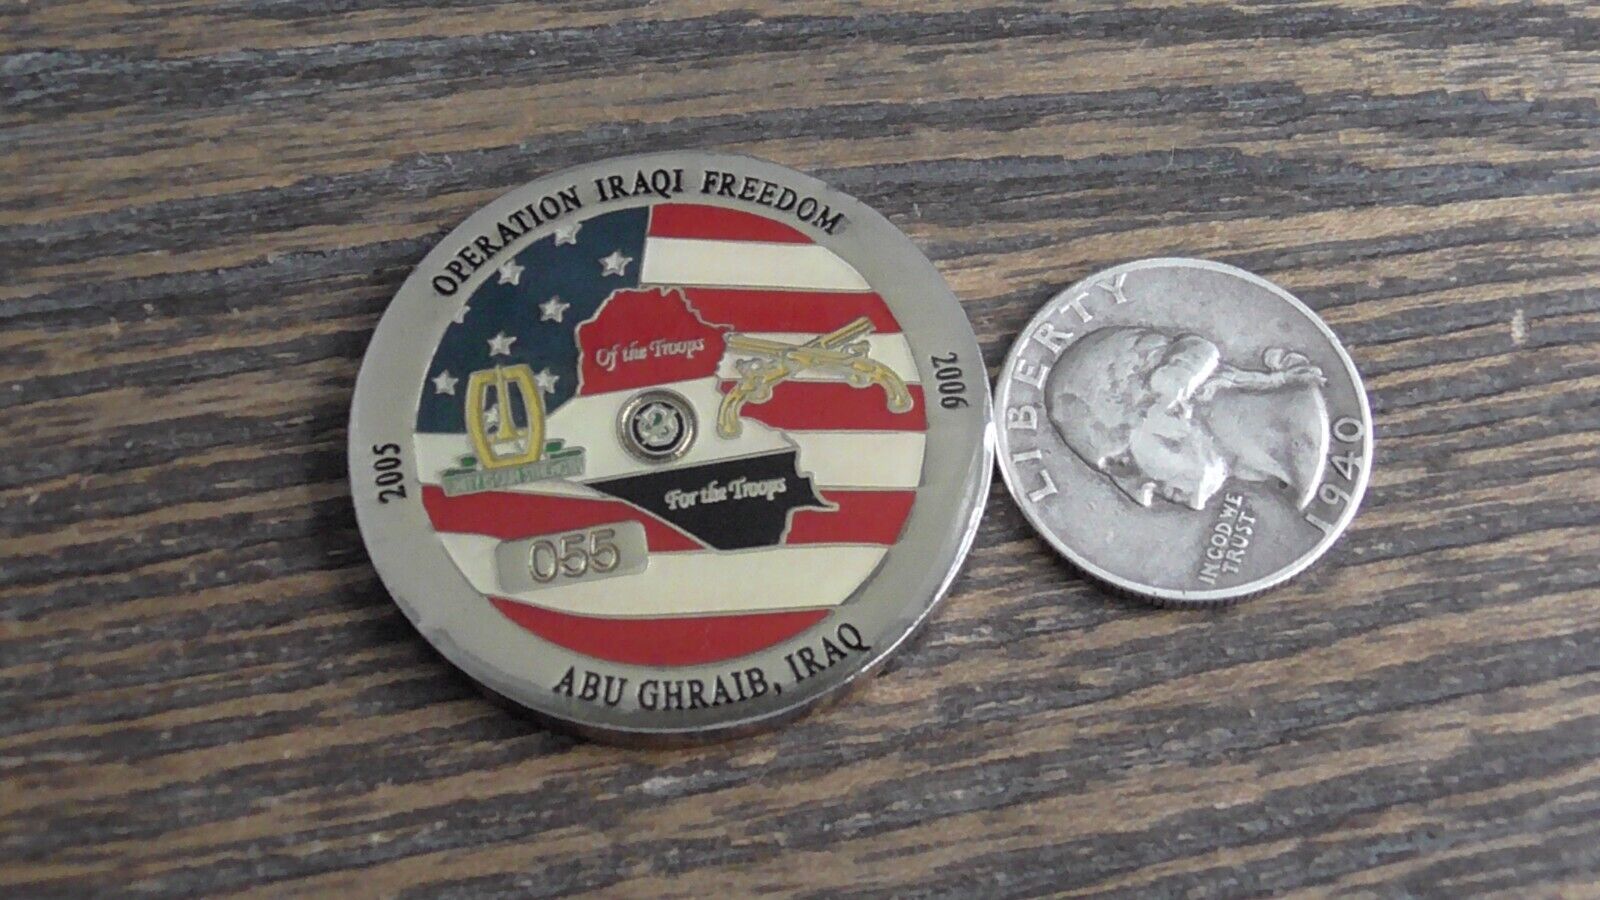 OPERATION IRAQI FREEDOM
2005
2006
Of the Troops
For the Troops
055
ABU GHRAIB, IRAQ
LIBERTY
IN GOD WE
TRUST
1940